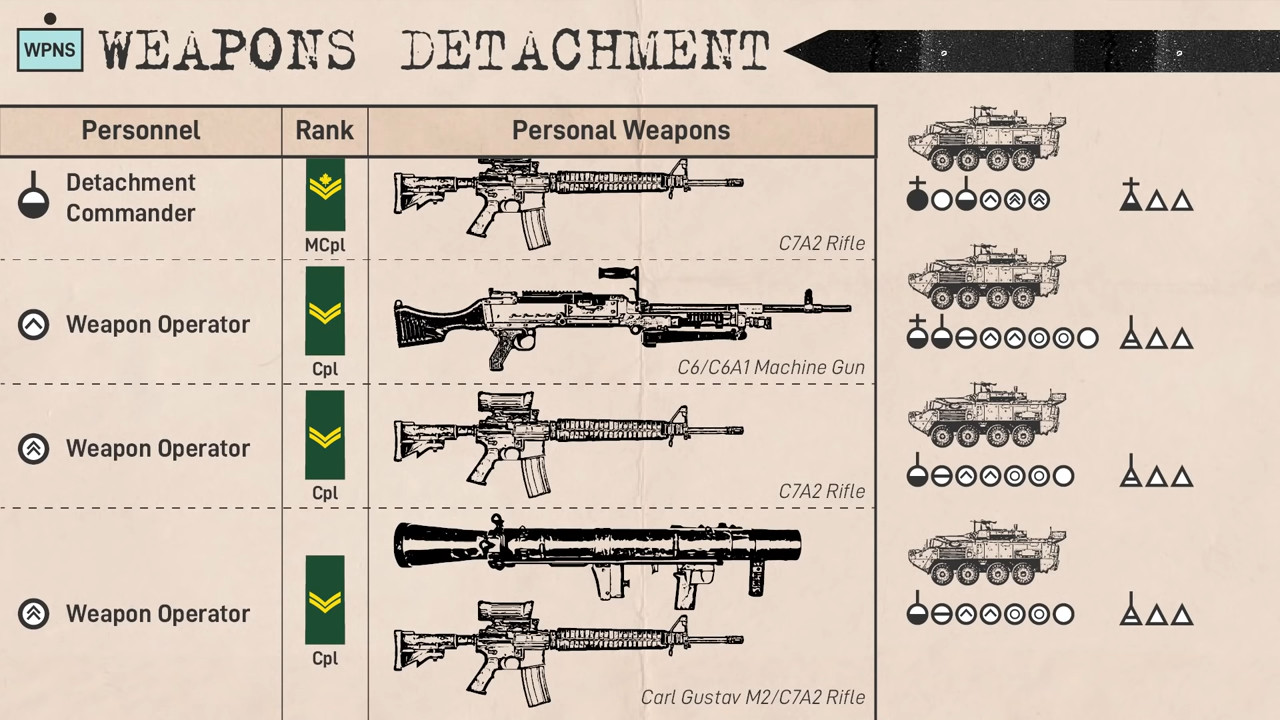 WPNS
WEAPONS DETACHMENT
Personnel
Rank
Personal Weapons
Detachment
Commander
MCpl
C7A2 Rifle
Weapon Operator
Cpl
C6/C6A1 Machine Gun
Weapon Operator
Cpl
C7A2 Rifle
Weapon Operator
Cpl
Carl Gustav M2/C7A2 Rifle